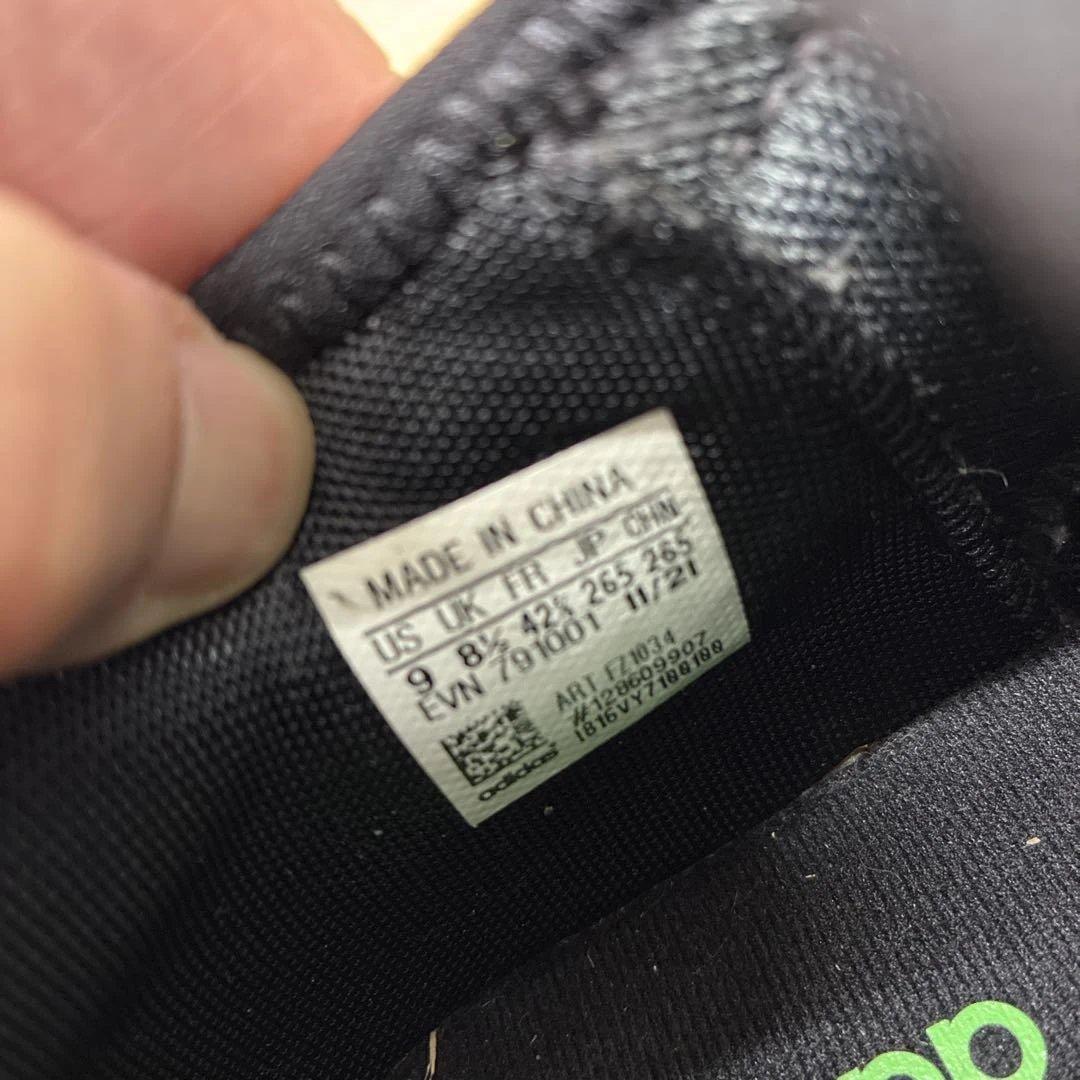 MADE IN CHINA
US UK FR JP CHN
9 8½ 42⅔ 265 265
EVN 791001 11/21
ART FZ1034
#128609907
1816VY7100100
adidas